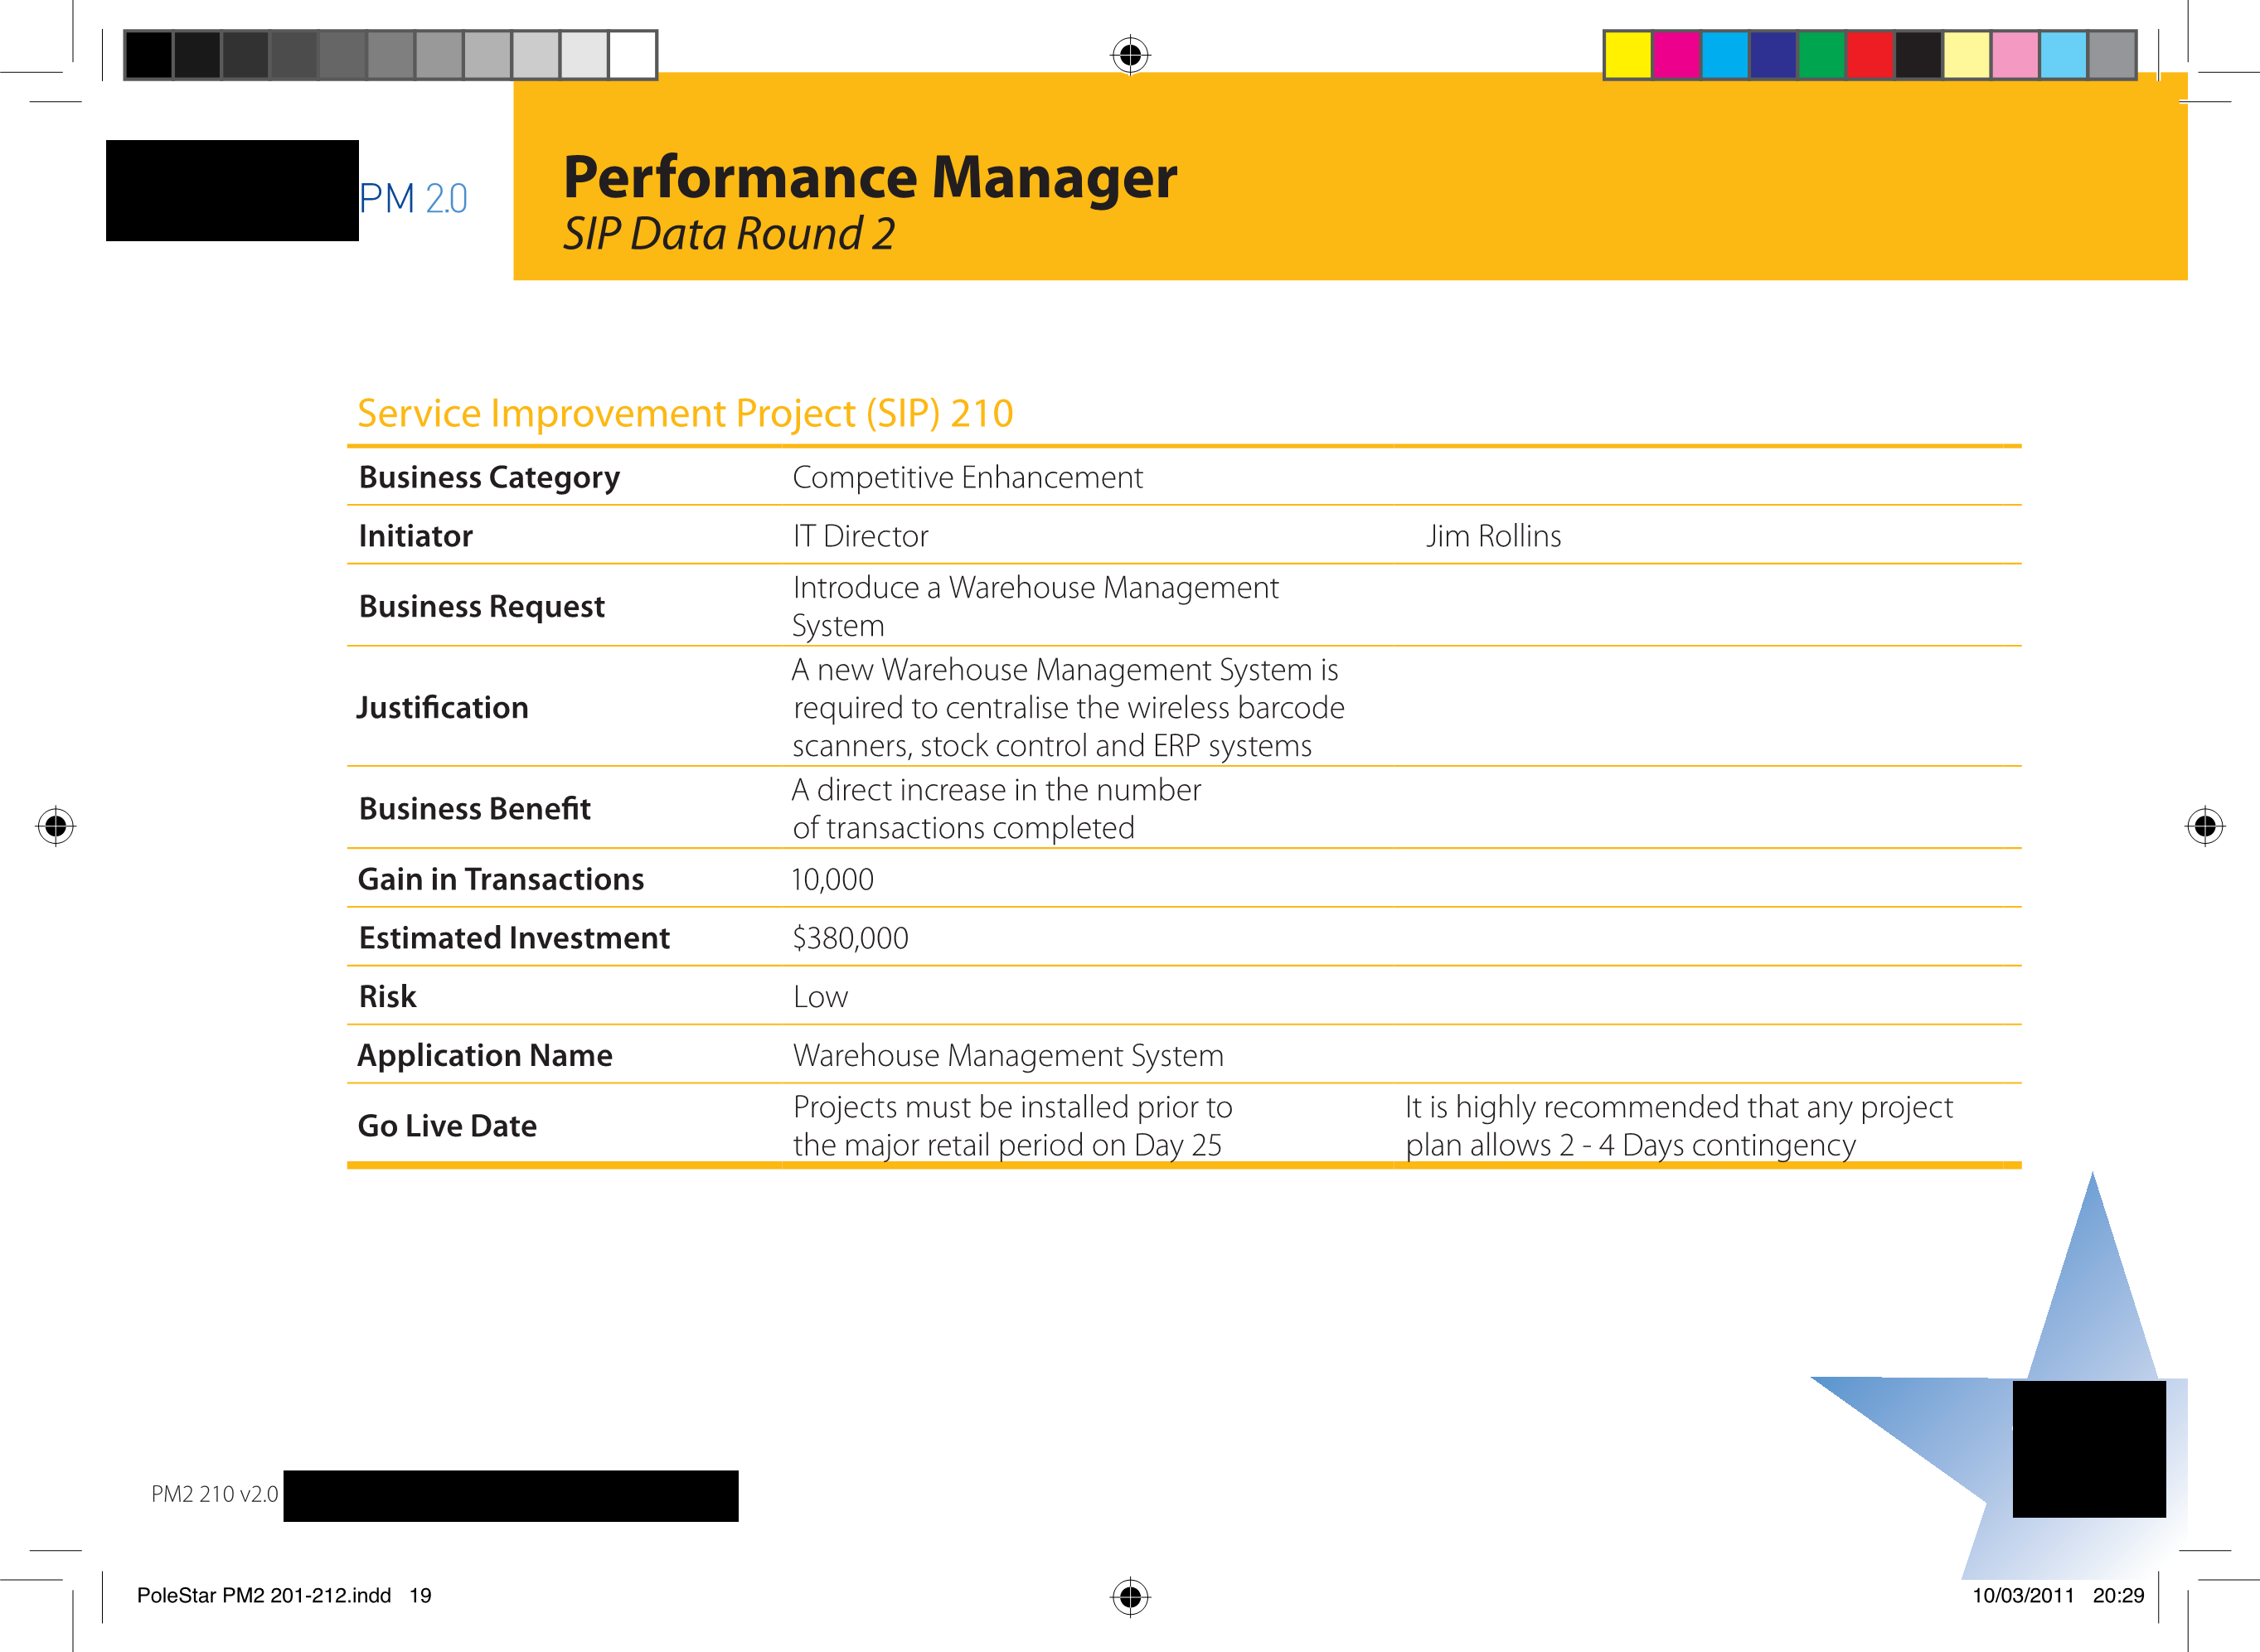 PM 2.0
Performance Manager
SIP Data Round 2
Service Improvement Project (SIP) 210
Business Category Competitive Enhancement
Initiator IT Director Jim Rollins
Business Request Introduce a Warehouse Management
System
Justification A new Warehouse Management System is
required to centralise the wireless barcode
scanners, stock control and ERP systems
Business Benefit A direct increase in the number
of transactions completed
Gain in Transactions 10,000
Estimated Investment $380,000
Risk Low
Application Name Warehouse Management System
Go Live Date Projects must be installed prior to
the major retail period on Day 25
It is highly recommended that any project
plan allows 2 - 4 Days contingency
PM2 210 v2.0
PoleStar PM2 201-212.indd 19
10/03/2011 20:29